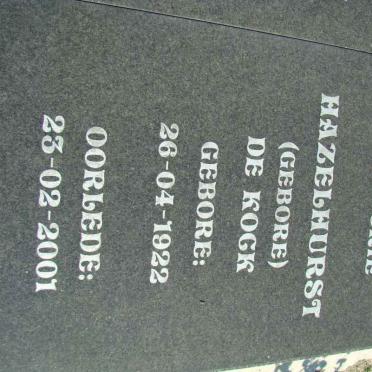 HAZELHURST
(GEBORE)
DE KOCK
GEBORE:
26-04-1922
OORLEDE:
23-02-2001